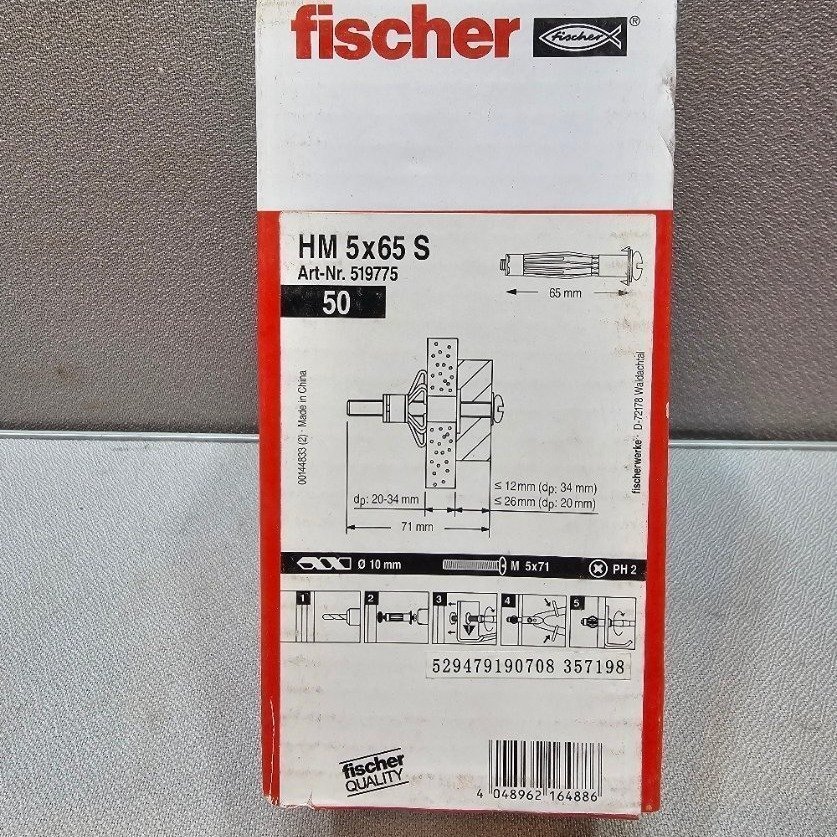 fischer fischer ®
HM 5x65 S
Art-Nr. 519775
50
65 mm
00144833 (2) · Made in China
fischerwerke · D-72178 Waldachtal
dp: 20-34 mm
≤ 12mm (dp: 34 mm)
≤ 26mm (dp: 20 mm)
71 mm
Ø 10 mm M 5x71 PH 2
1 2 3 4 5
529479190708 357198
fischer
QUALITY
4 048962 164886